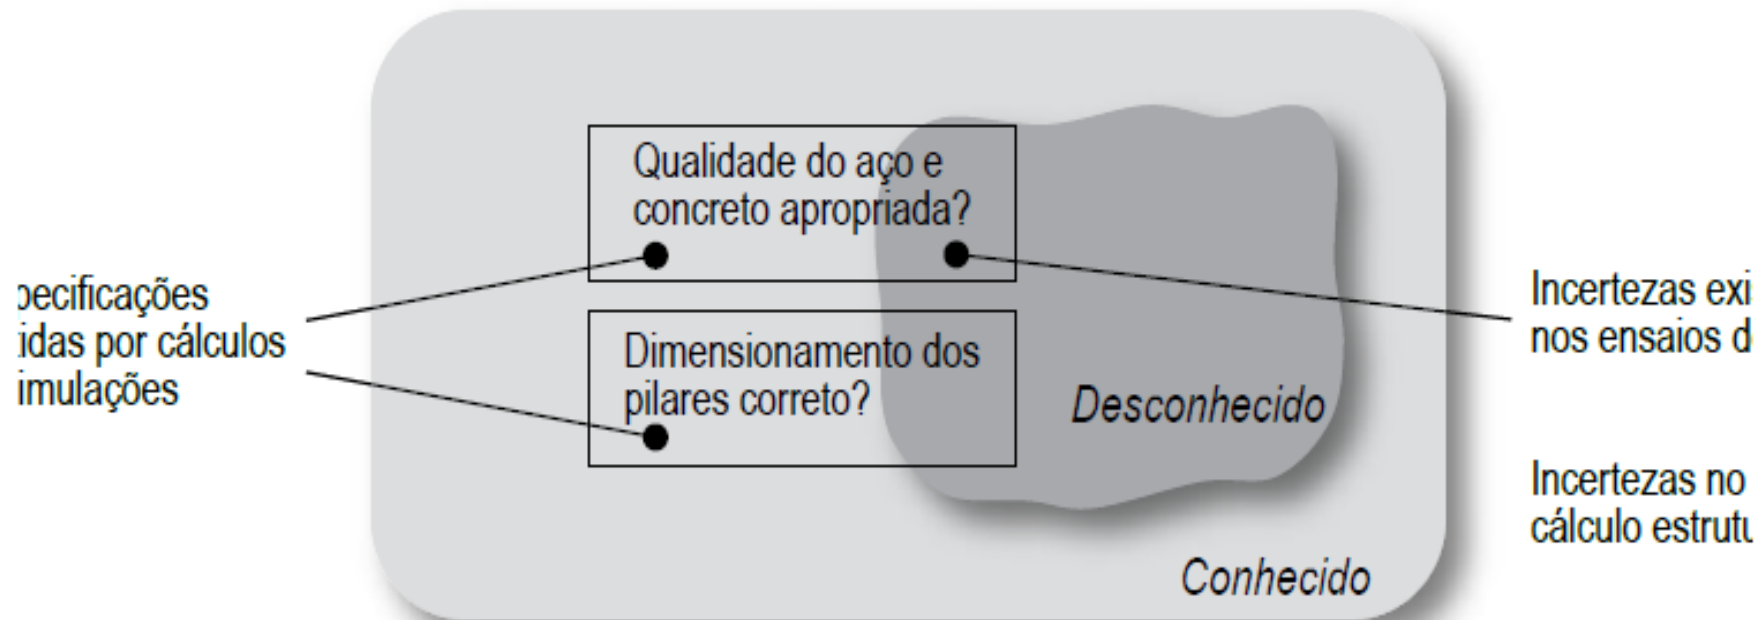 Qualidade do aço e
concreto apropriada?
pecificações
idas por cálculos
imulações
Dimensionamento dos
pilares correto?
Desconhecido
Conhecido
Incertezas exi
nos ensaios d
Incertezas no
cálculo estrutu